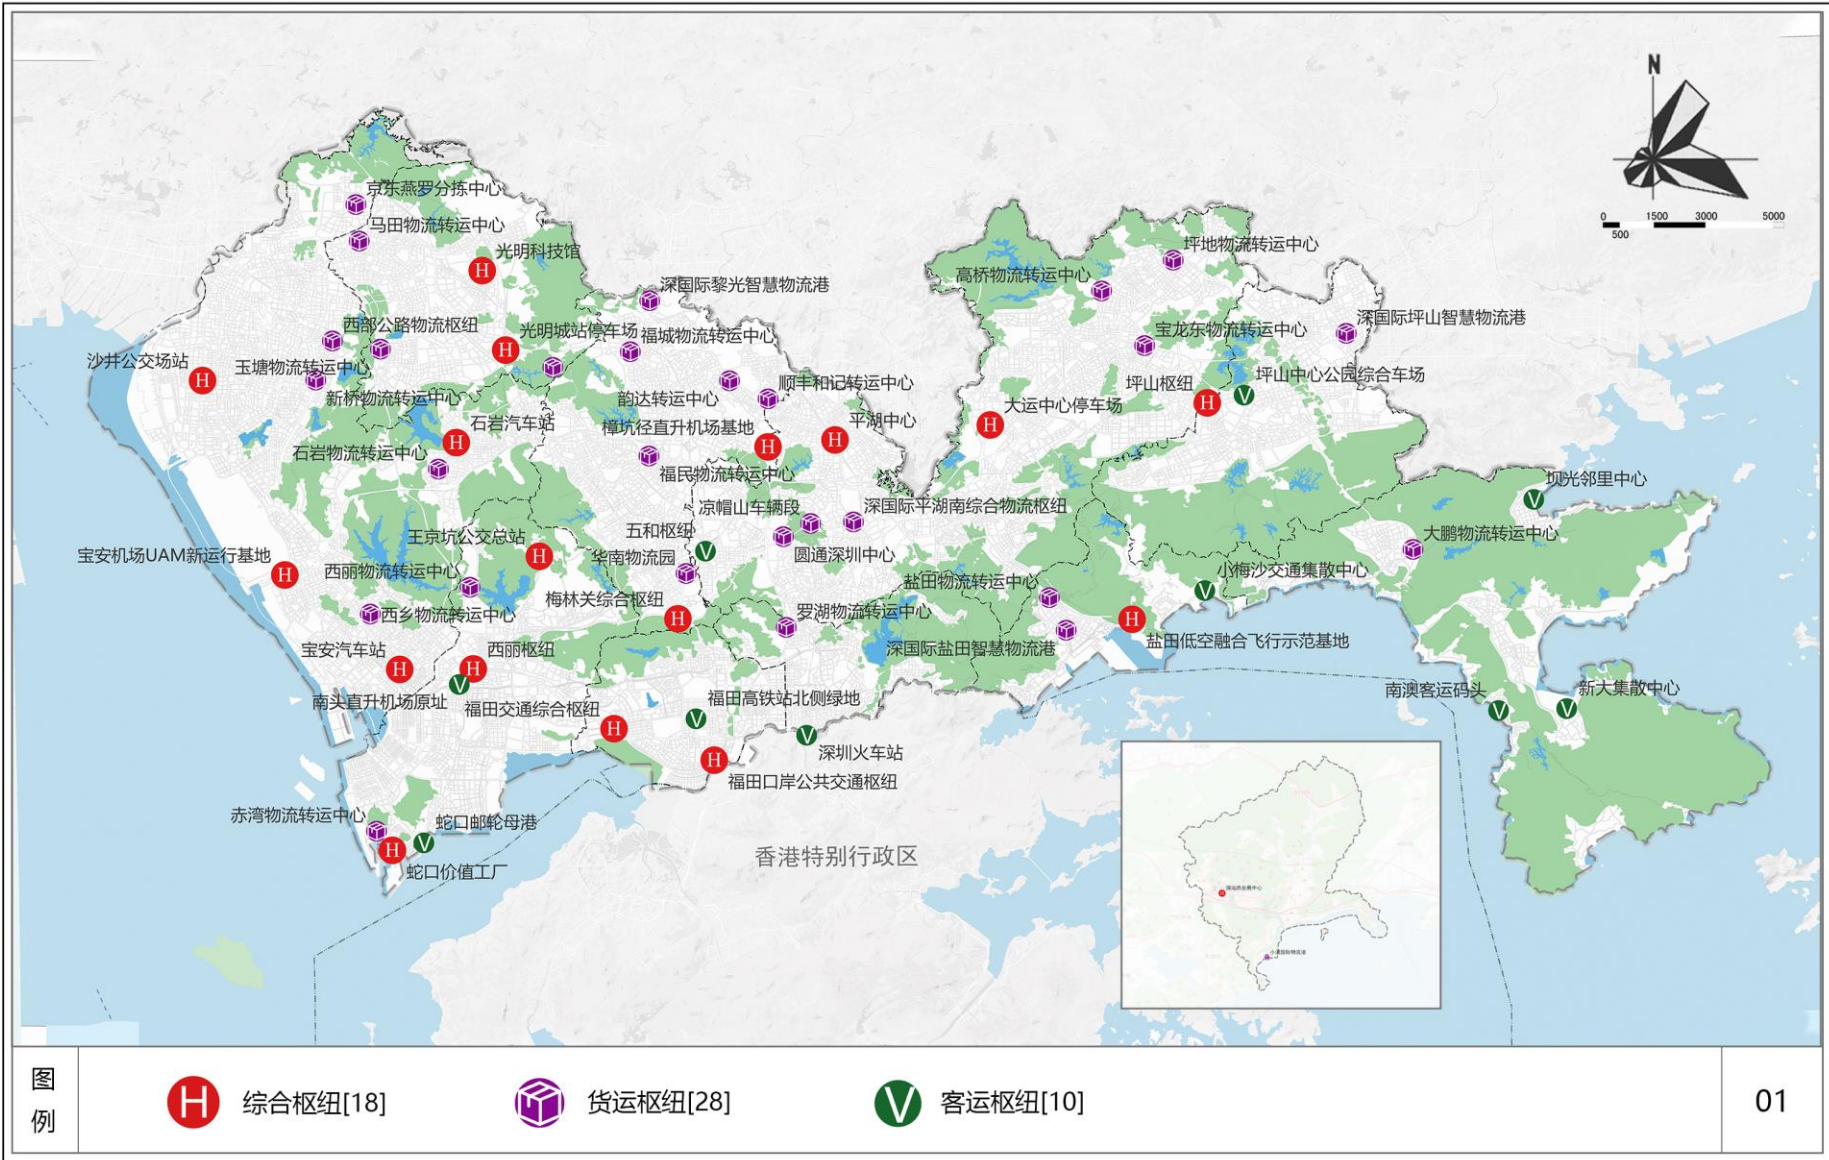 N
0
500
1500
3000
5000
京东燕罗分拣中心
马田物流转运中心
光明科技馆
深国际黎光智慧物流港
坪地物流转运中心
高桥物流转运中心
西部公路物流枢纽
光明城站停车场
福城物流转运中心
宝龙东物流转运中心
深国际坪山智慧物流港
沙井公交场站
玉塘物流转运中心
新桥物流转运中心
韵达转运中心
顺丰和记转运中心
坪山枢纽
坪山中心公园综合车场
石岩汽车站
樟坑径直升机场基地
平湖中心
大运中心停车场
石岩物流转运中心
福民物流转运中心
坝光邻里中心
凉帽山车辆段
深国际平湖南综合物流枢纽
五和枢纽
王京坑公交总站
大鹏物流转运中心
宝安机场UAM新运行基地
西丽物流转运中心
华南物流园
圆通深圳中心
盐田物流转运中心
小梅沙交通集散中心
西乡物流转运中心
梅林关综合枢纽
罗湖物流转运中心
宝安汽车站
西丽枢纽
深国际盐田智慧物流港
盐田低空融合飞行示范基地
南头直升机场原址
福田交通综合枢纽
福田高铁站北侧绿地
南澳客运码头
新大集散中心
深圳火车站
福田口岸公共交通枢纽
赤湾物流转运中心
蛇口邮轮母港
蛇口价值工厂
香港特别行政区
图例
综合枢纽[18]
货运枢纽[28]
客运枢纽[10]
01